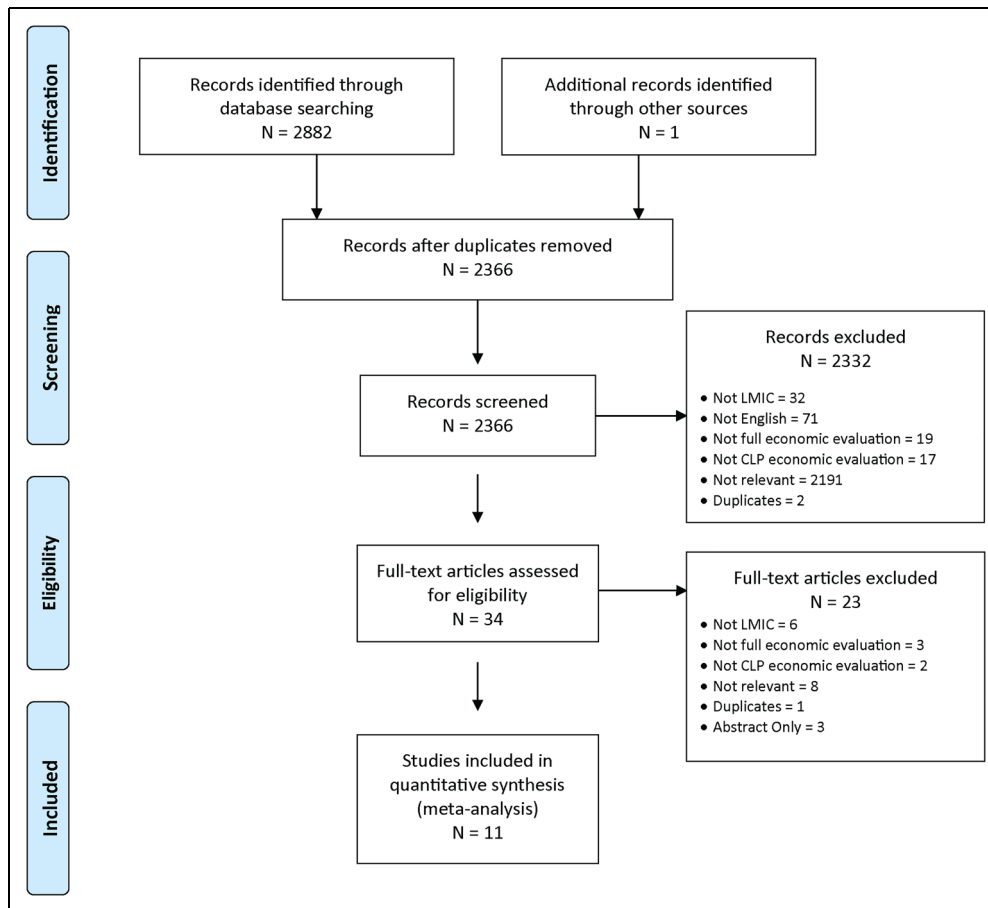 Identification
Records identified through
database searching
N = 2882
Additional records identified
through other sources
N = 1
Records after duplicates removed
N = 2366
Screening
Records screened
N = 2366
Records excluded
N = 2332
• Not LMIC = 32
• Not English = 71
• Not full economic evaluation = 19
• Not CLP economic evaluation = 17
• Not relevant = 2191
• Duplicates = 2
Eligibility
Full-text articles assessed
for eligibility
N = 34
Full-text articles excluded
N = 23
• Not LMIC = 6
• Not full economic evaluation = 3
• Not CLP economic evaluation = 2
• Not relevant = 8
• Duplicates = 1
• Abstract Only = 3
Included
Studies included in
quantitative synthesis
(meta-analysis)
N = 11